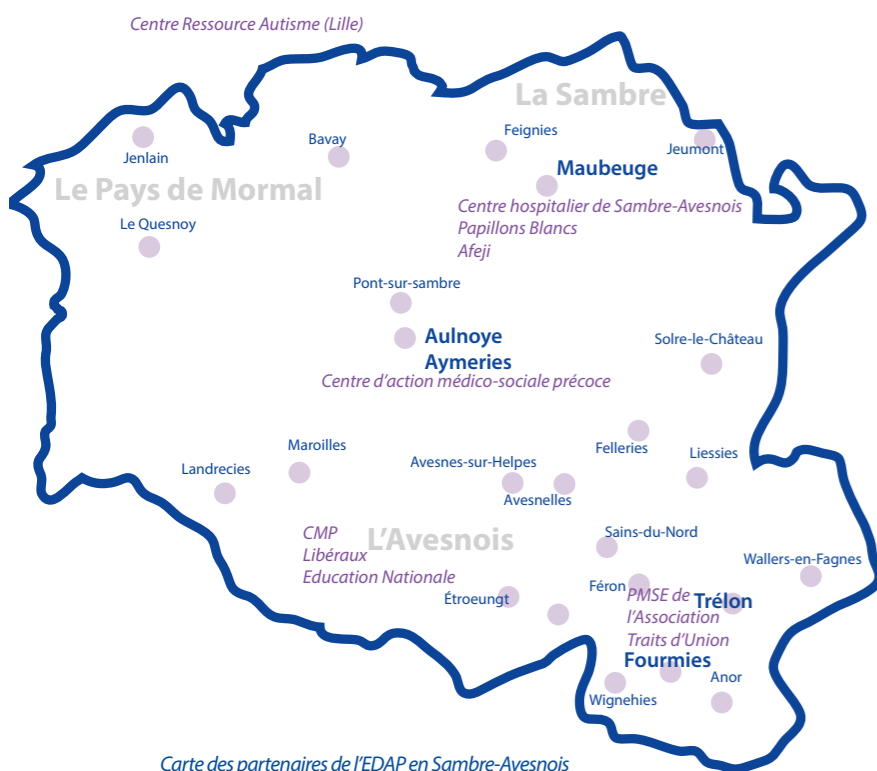 Centre Ressource Autisme (Lille)
La Sambre
Feignies
Bavay
Jenlain
Jeumont
Maubeuge
Le Pays de Mormal
Centre hospitalier de Sambre-Avesnois
Papillons Blancs
Afeji
Le Quesnoy
Pont-sur-sambre
Aulnoye
Aymeries
Solre-le-Château
Centre d'action médico-sociale précoce
Felleries
Maroilles
Liessies
Landrecies
Avesnes-sur-Helpes
Avesnelles
CMP
Libéraux
Education Nationale
L'Avesnois
Sains-du-Nord
Wallers-en-Fagnes
Féron
Étroeungt
PMSE de
l'Association
Traits d'Union
Trélon
Fourmies
Anor
Wignehies
Carte des partenaires de l'EDAP en Sambre-Avesnois